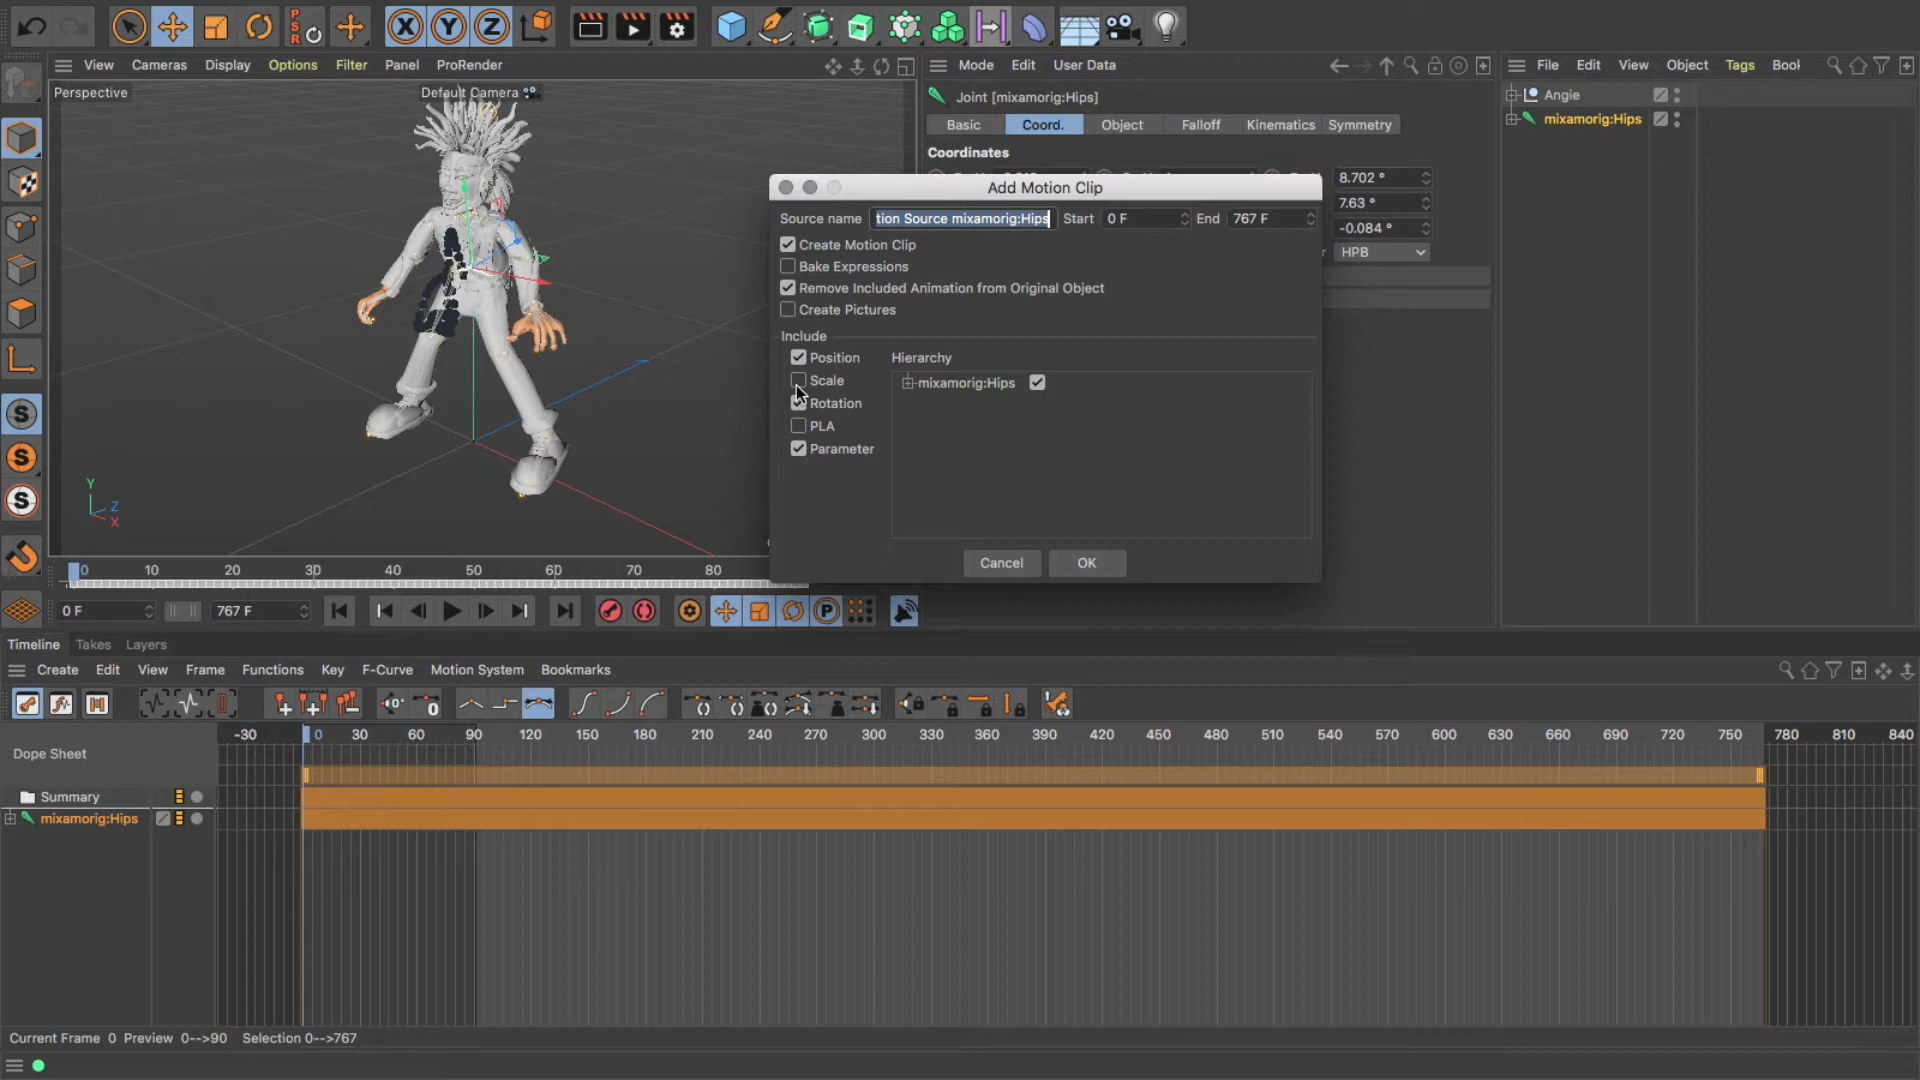 View Cameras Display Options Filter Panel ProRender
Perspective
Default Camera
Y
Z
X
Mode Edit User Data
Joint [mixamorig:Hips]
Basic Coord. Object Falloff Kinematics Symmetry
Coordinates
8.702 °
7.63 °
-0.084 °
HPB
File Edit View Object Tags Bool
Angie
mixamorig:Hips
Add Motion Clip
Source name tion Source mixamorig:Hips Start 0 F End 767 F
Create Motion Clip
Bake Expressions
Remove Included Animation from Original Object
Create Pictures
Include
Position Hierarchy
Scale mixamorig:Hips
Rotation
PLA
Parameter
Cancel OK
0 10 20 30 40 50 60 70 80
0 F 767 F
Timeline Takes Layers
Create Edit View Frame Functions Key F-Curve Motion System Bookmarks
-30 0 30 60 90 120 150 180 210 240 270 300 330 360 390 420 450 480 510 540 570 600 630 660 690 720 750 780 810 840
Dope Sheet
Summary
mixamorig:Hips
Current Frame 0 Preview 0-->90 Selection 0-->767